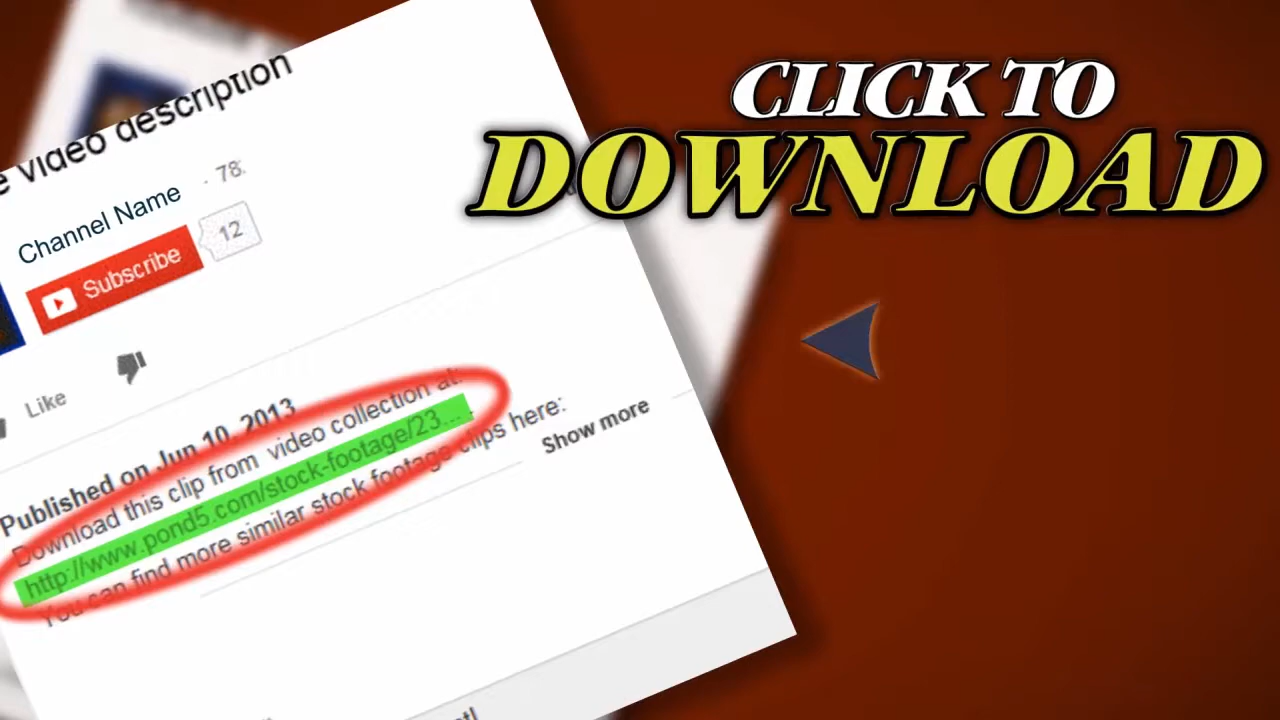 CLICK TO
DOWNLOAD
video description
Channel Name
78
Subscribe
12
Like
Published on Jun 10, 2013
Download this clip from video collection at:
http://www.pond5.com/stock-footage/23...
You can find more similar stock footage clips here:
Show more